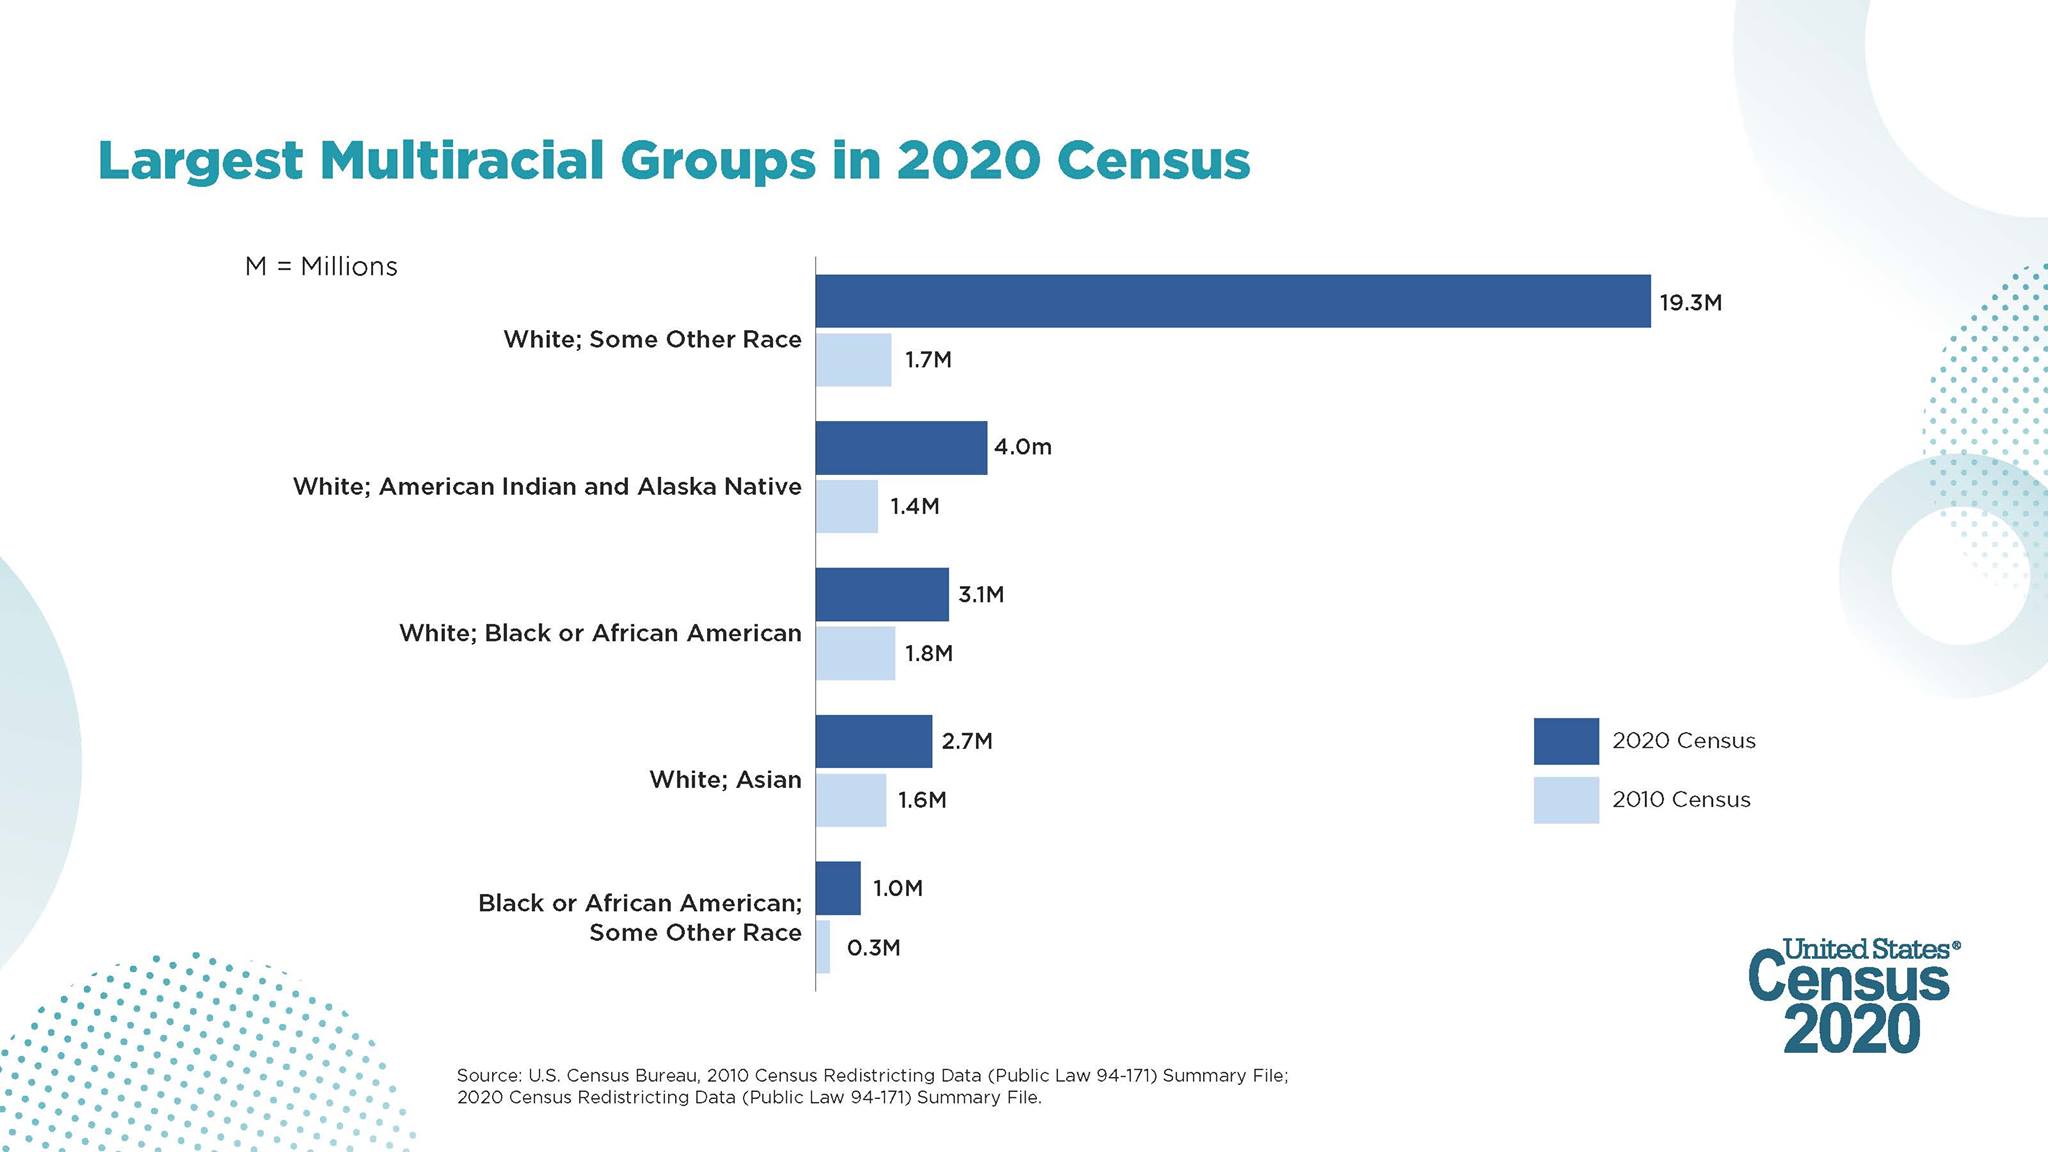 Largest Multiracial Groups in 2020 Census
M = Millions
White; Some Other Race
19.3M
1.7M
White; American Indian and Alaska Native
4.0m
1.4M
White; Black or African American
3.1M
1.8M
White; Asian
2.7M
1.6M
Black or African American;
Some Other Race
1.0M
0.3M
2020 Census
2010 Census
United States®
Census
2020
Source: U.S. Census Bureau, 2010 Census Redistricting Data (Public Law 94-171) Summary File;
2020 Census Redistricting Data (Public Law 94-171) Summary File.